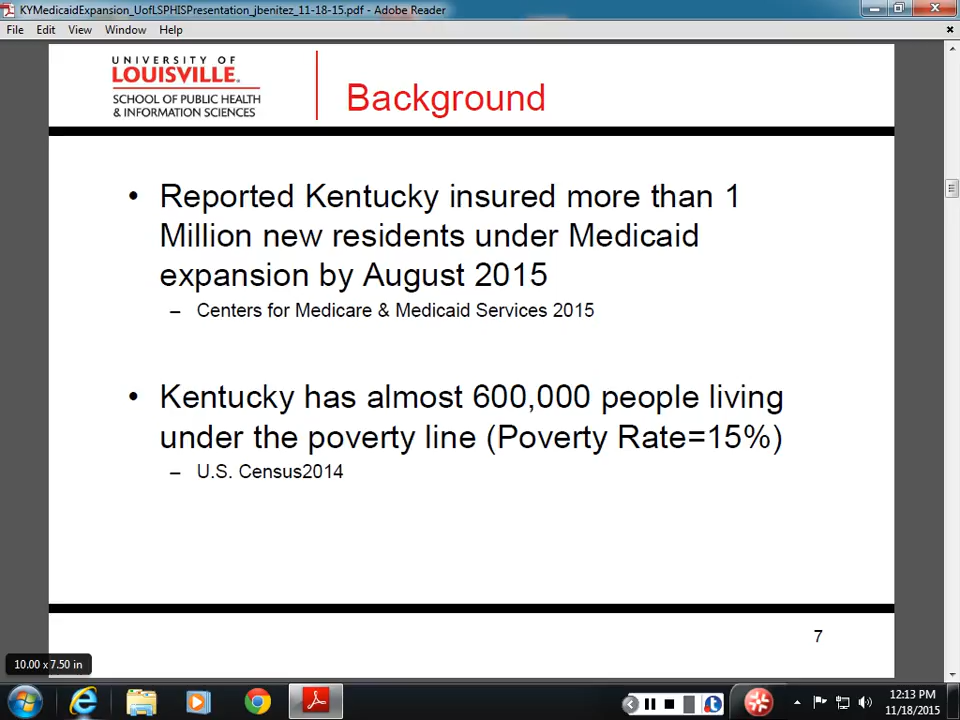 KYMedicaidExpansion_UofLSPHISPresentation_jbenitez_11-18-15.pdf - Adobe Reader
File Edit View Window Help
UNIVERSITY OF
LOUISVILLE.
SCHOOL OF PUBLIC HEALTH
& INFORMATION SCIENCES
Background
• Reported Kentucky insured more than 1
Million new residents under Medicaid
expansion by August 2015
– Centers for Medicare & Medicaid Services 2015
• Kentucky has almost 600,000 people living
under the poverty line (Poverty Rate=15%)
– U.S. Census2014
7
10.00 x 7.50 in
12:13 PM
11/18/2015